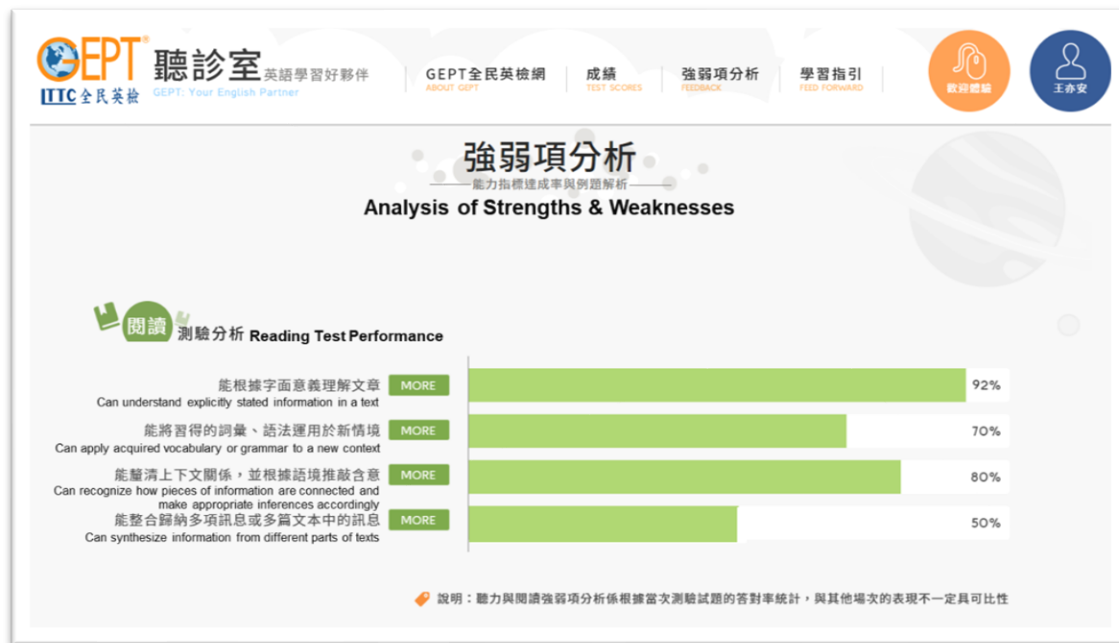 GEPT®
LTTC 全民英檢
聽診室 英語學習好夥伴
GEPT: Your English Partner
GEPT全民英檢網
ABOUT GEPT
成績
TEST SCORES
強弱項分析
FEEDBACK
學習指引
FEED FORWARD
歡迎體驗
王亦安
強弱項分析
能力指標達成率與例題解析
Analysis of Strengths & Weaknesses
閱讀 測驗分析 Reading Test Performance
能根據字面意義理解文章 MORE 92%
Can understand explicitly stated information in a text
能將習得的詞彙、語法運用於新情境 MORE 70%
Can apply acquired vocabulary or grammar to a new context
能釐清上下文關係，並根據語境推敲含意 MORE 80%
Can recognize how pieces of information are connected and
make appropriate inferences accordingly
能整合歸納多項訊息或多篇文本中的訊息 MORE 50%
Can synthesize information from different parts of texts
說明：聽力與閱讀強弱項分析係根據當次測驗試題的答對率統計，與其他場次的表現不一定具可比性